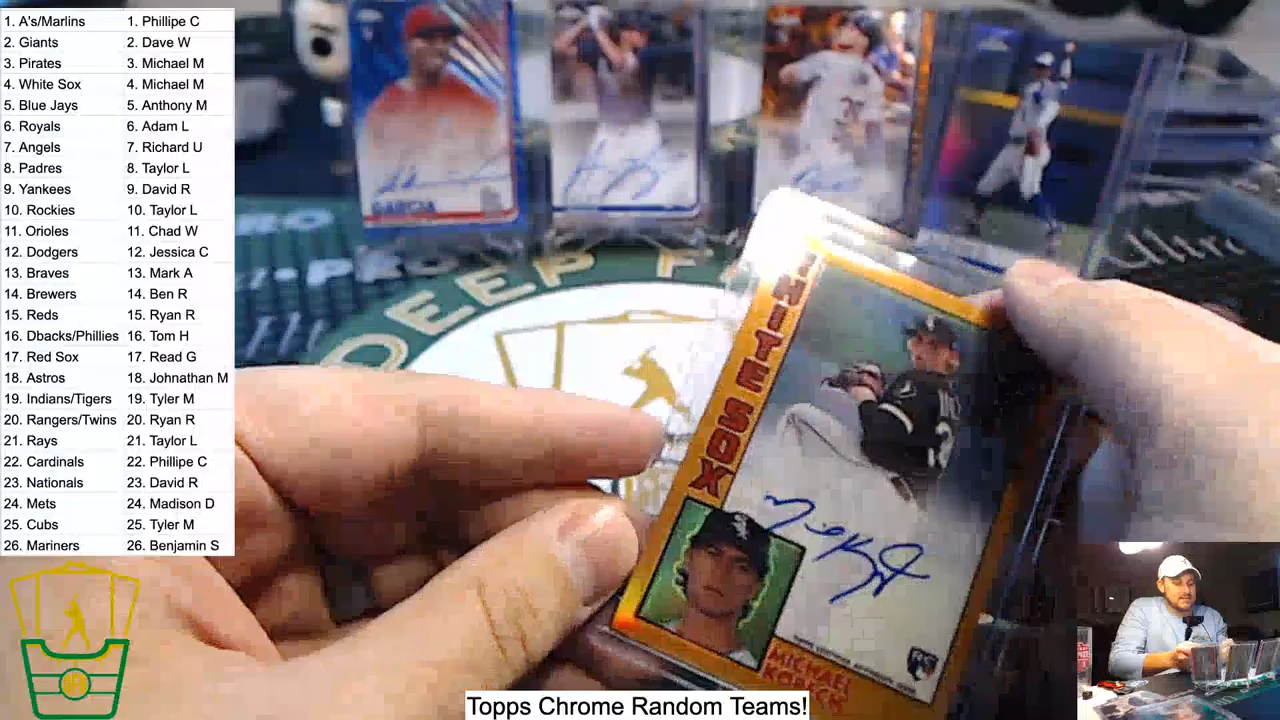 1. A's/Marlins
2. Giants
3. Pirates
4. White Sox
5. Blue Jays
6. Royals
7. Angels
8. Padres
9. Yankees
10. Rockies
11. Orioles
12. Dodgers
13. Braves
14. Brewers
15. Reds
16. Dbacks/Phillies
17. Red Sox
18. Astros
19. Indians/Tigers
20. Rangers/Twins
21. Rays
22. Cardinals
23. Nationals
24. Mets
25. Cubs
26. Mariners
1. Phillipe C
2. Dave W
3. Michael M
4. Michael M
5. Anthony M
6. Adam L
7. Richard U
8. Taylor L
9. David R
10. Taylor L
11. Chad W
12. Jessica C
13. Mark A
14. Ben R
15. Ryan R
16. Tom H
17. Read G
18. Johnathan M
19. Tyler M
20. Ryan R
21. Taylor L
22. Phillipe C
23. David R
24. Madison D
25. Tyler M
26. Benjamin S
GARCIA
DEEP F
WHITE SOX
MICHAEL
KOPECH
Topps Chrome Random Teams!